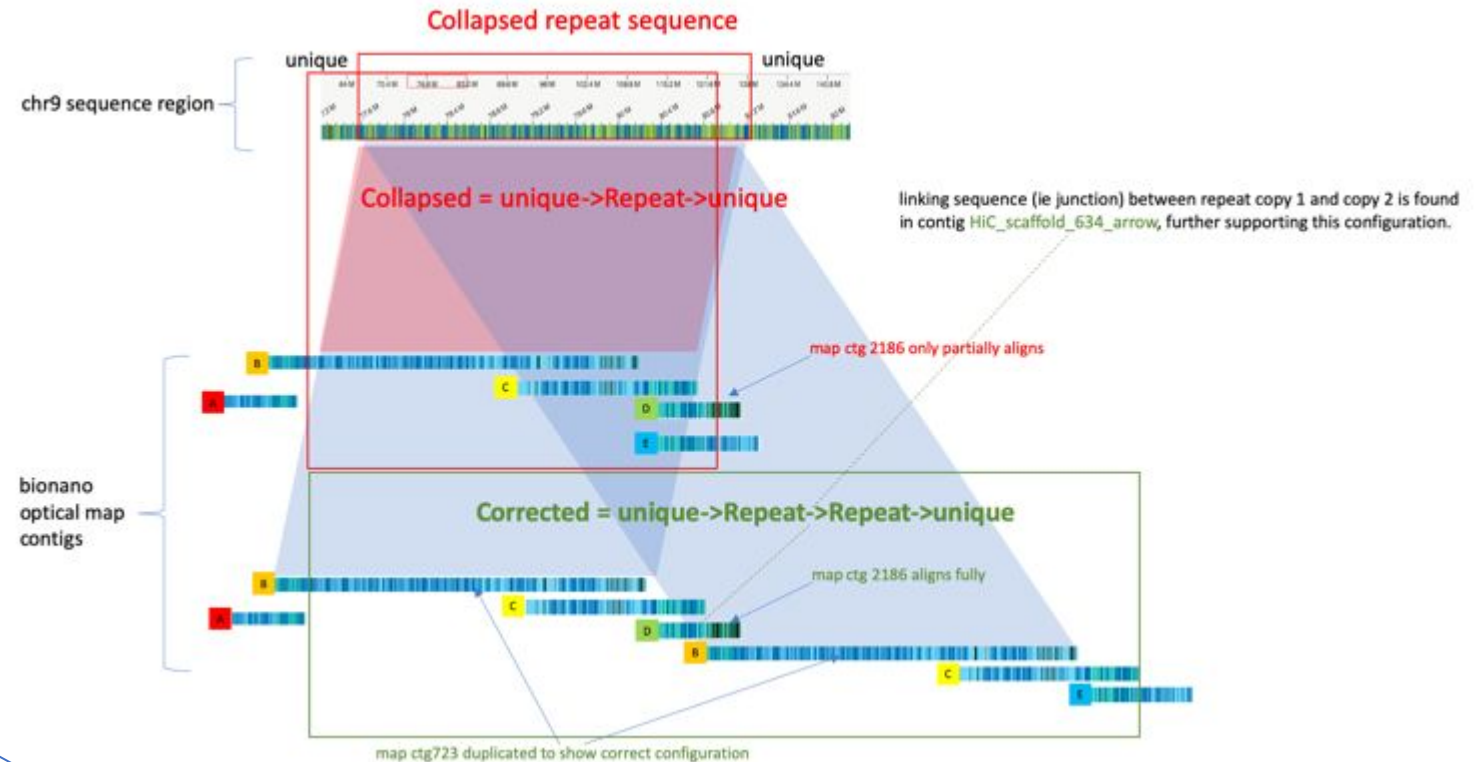 Collapsed repeat sequence
unique
unique
chr9 sequence region
Collapsed = unique->Repeat->unique
linking sequence (ie junction) between repeat copy 1 and copy 2 is found
in contig HiC_scaffold_634_arrow, further supporting this configuration.
map ctg 2186 only partially aligns
B
C
A
D
E
bionano
optical map
contigs
Corrected = unique->Repeat->Repeat->unique
map ctg 2186 aligns fully
B
C
A
D
B
C
E
map ctg723 duplicated to show correct configuration